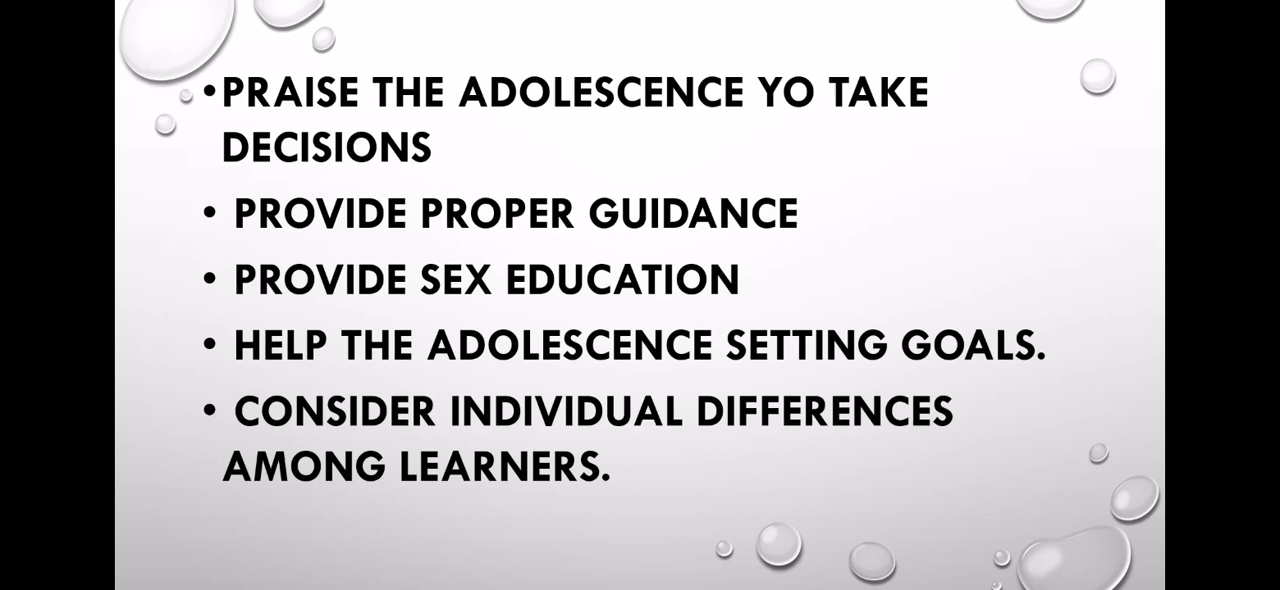 •PRAISE THE ADOLESCENCE YO TAKE
DECISIONS
• PROVIDE PROPER GUIDANCE
• PROVIDE SEX EDUCATION
• HELP THE ADOLESCENCE SETTING GOALS.
• CONSIDER INDIVIDUAL DIFFERENCES
AMONG LEARNERS.